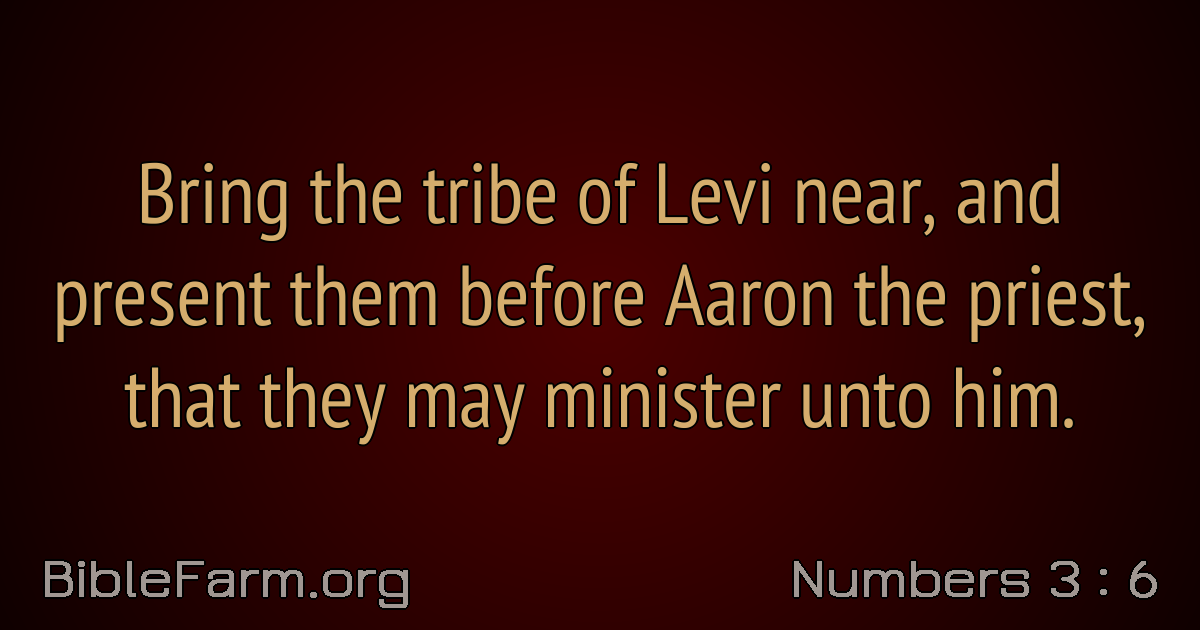 Bring the tribe of Levi near, and
present them before Aaron the priest,
that they may minister unto him.
BibleFarm.org
Numbers 3 : 6